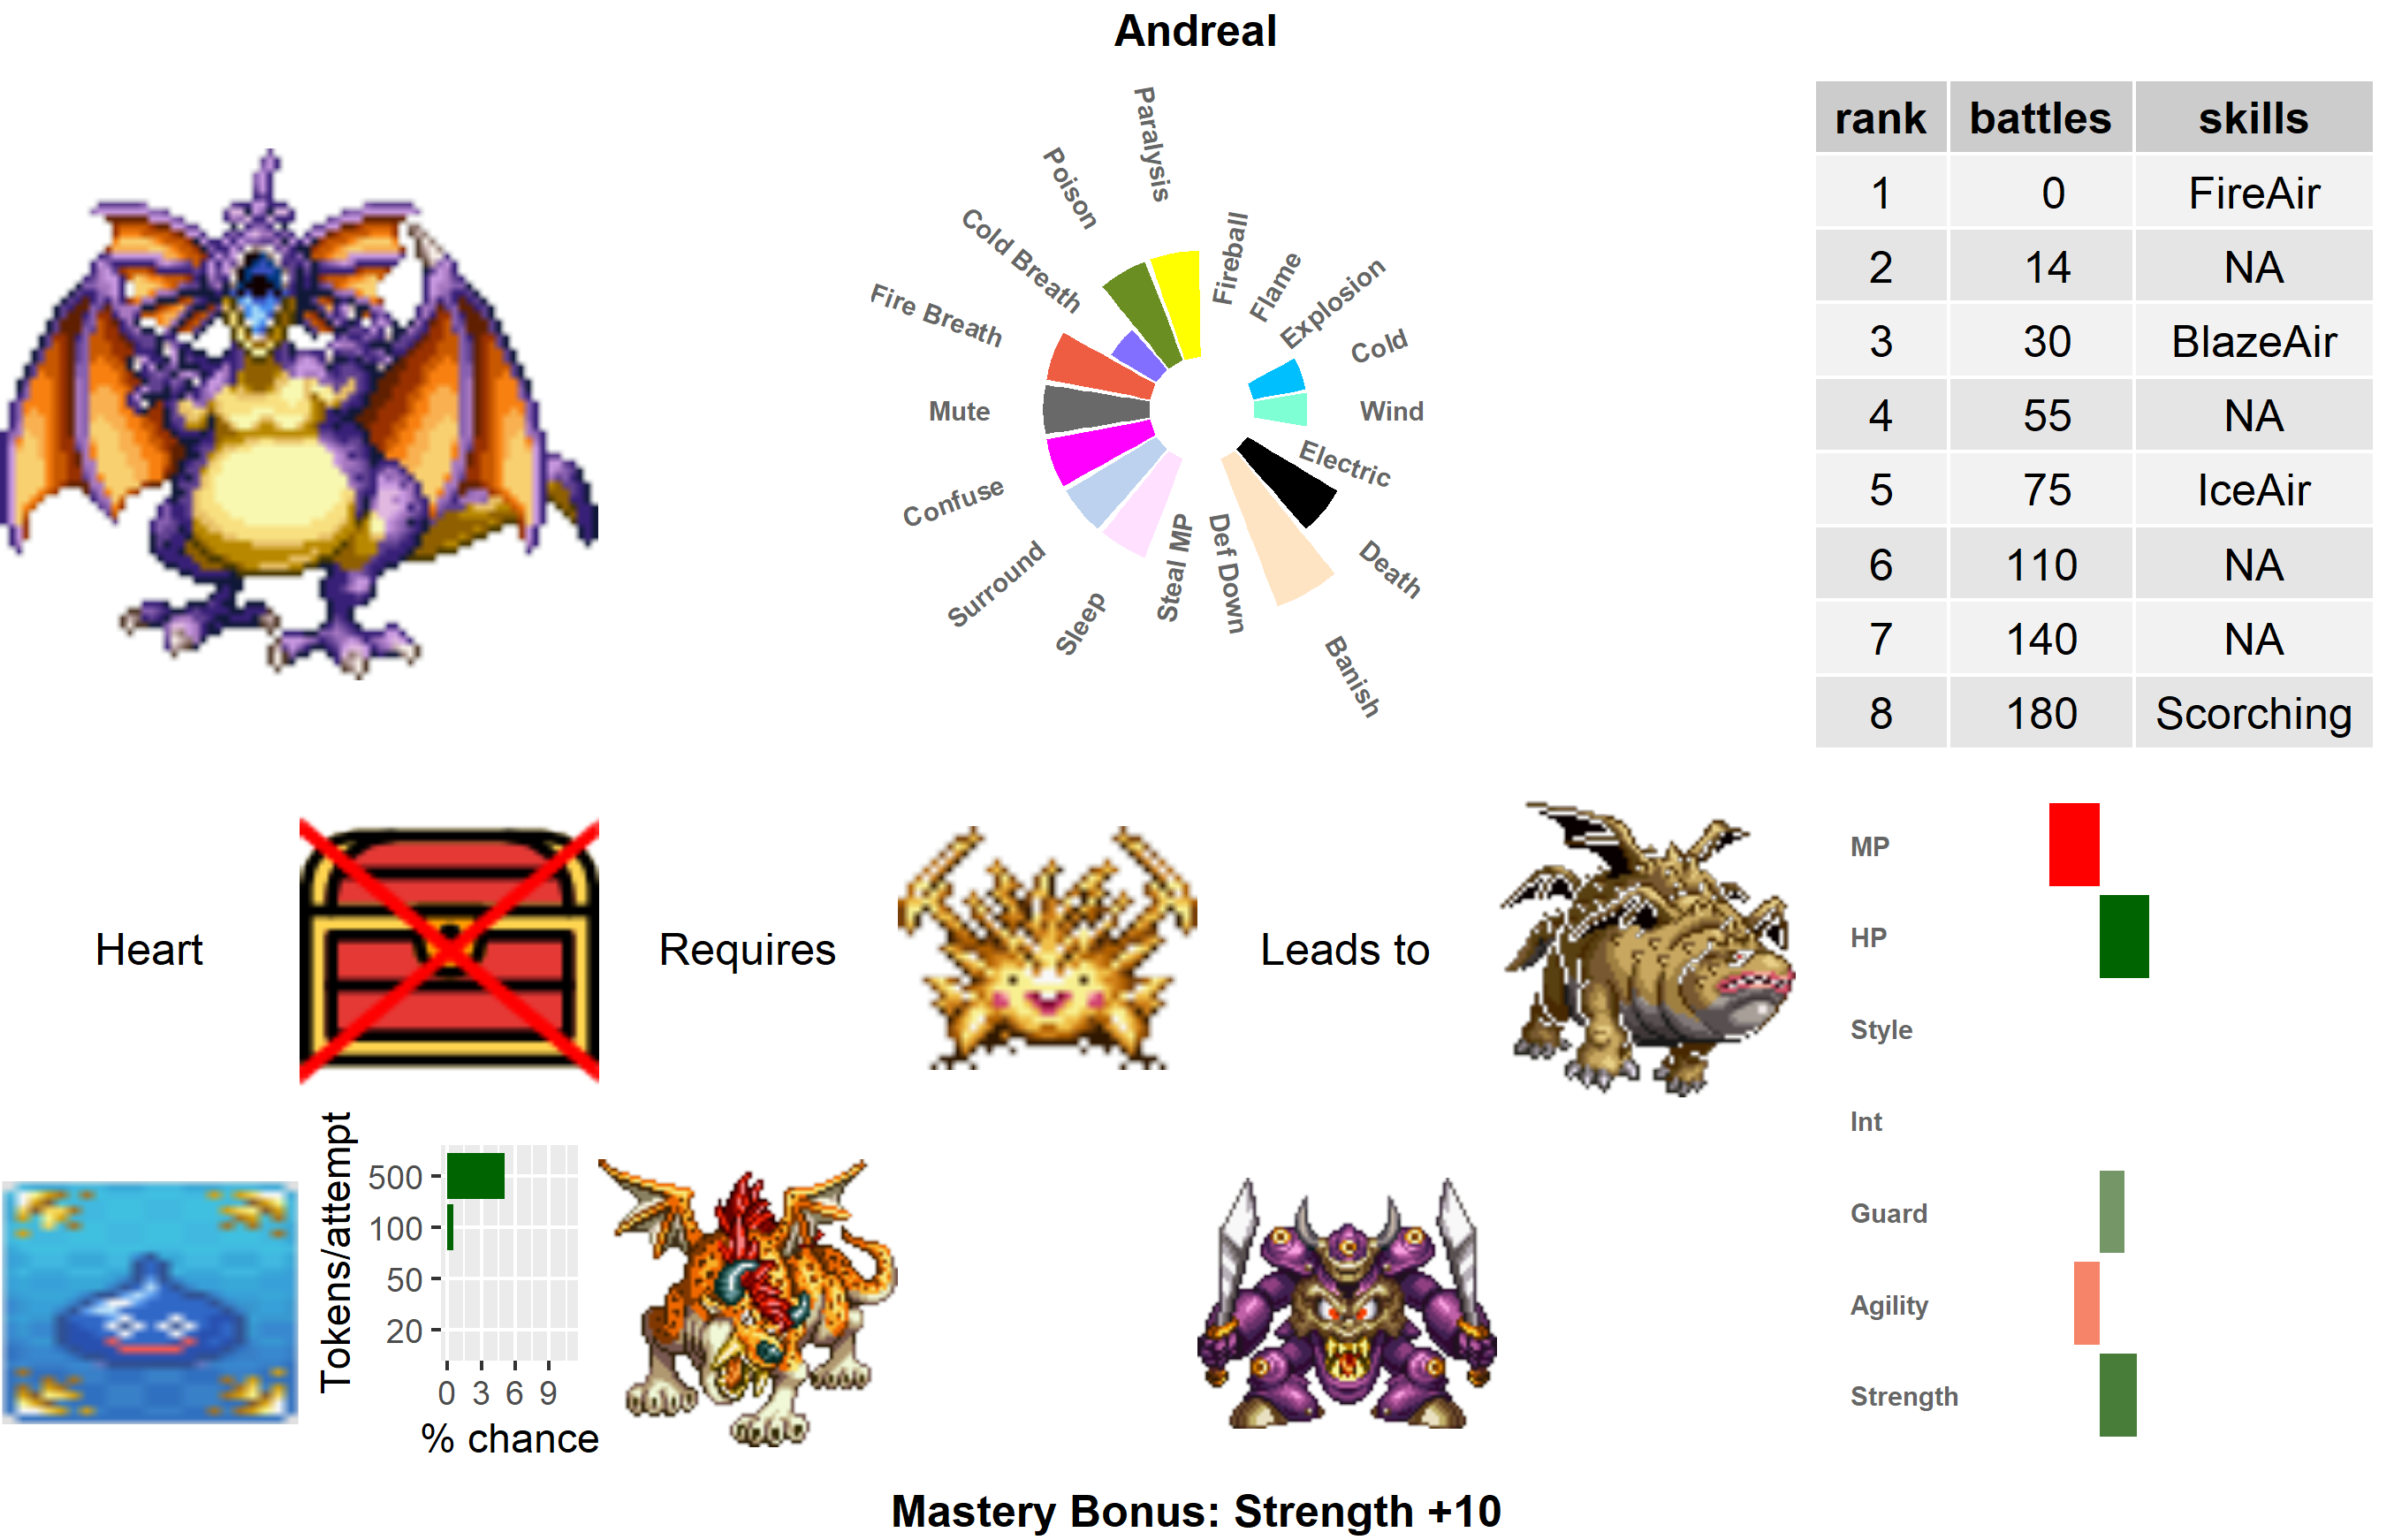 Andreal
Paralysis
Poison
Cold Breath
Fire Breath
Mute
Confuse
Surround
Sleep
Steal MP
Def Down
Banish
Death
Electric
Wind
Cold
Explosion
Flame
Fireball
rank battles skills
1 0 FireAir
2 14 NA
3 30 BlazeAir
4 55 NA
5 75 IceAir
6 110 NA
7 140 NA
8 180 Scorching
Heart
Requires
Leads to
MP
HP
Style
Int
Guard
Agility
Strength
Tokens/attempt
500
100
50
20
0 3 6 9
% chance
Mastery Bonus: Strength +10